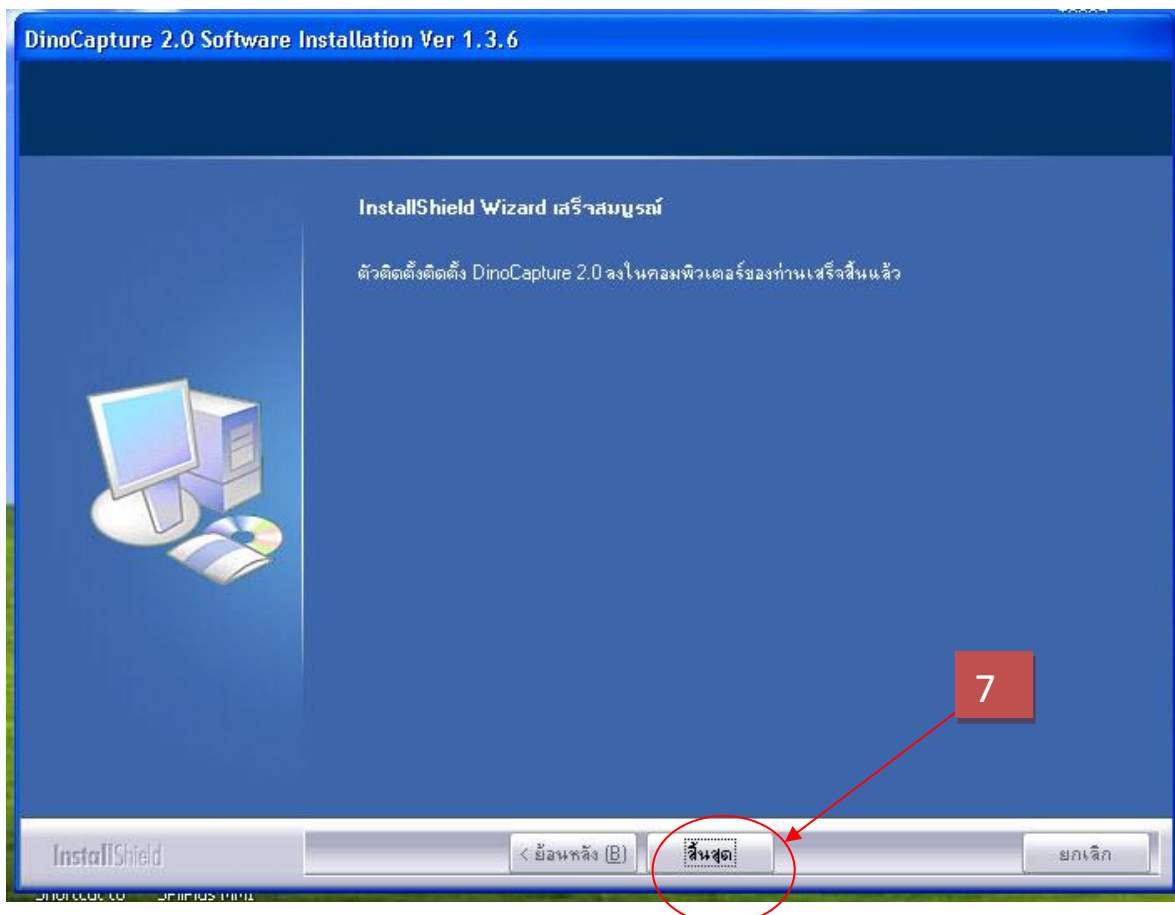 DinoCapture 2.0 Software Installation Ver 1.3.6
InstallShield Wizard เสร็จสมบูรณ์
ตัวติดตั้งติดตั้ง DinoCapture 2.0 ลงในคอมพิวเตอร์ของท่านเสร็จสิ้นแล้ว
7
InstallShield
< ย้อนหลัง (B)
สิ้นสุด
ยกเลิก
Shortcut to